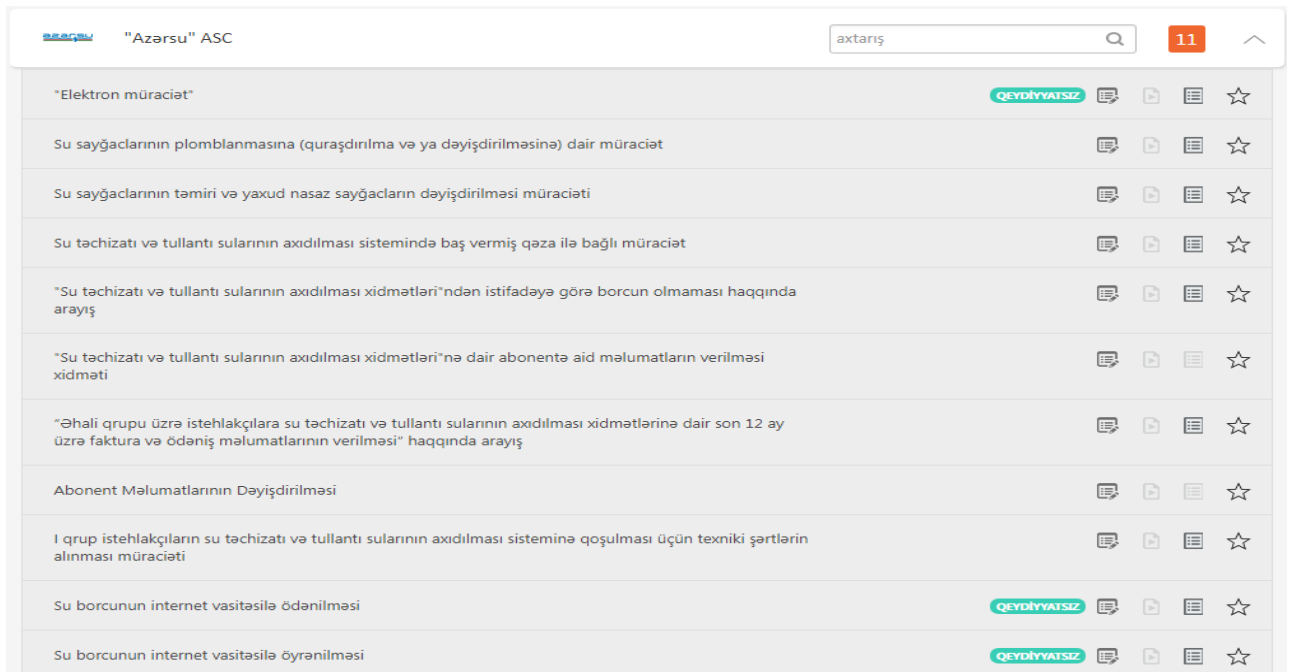 azərsu
"Azərsu" ASC
axtarış
11
"Elektron müraciət"
QEYDİYYATSIZ
Su sayğaclarının plomblanmasına (quraşdırılma və ya dəyişdirilməsinə) dair müraciət
Su sayğaclarının təmiri və yaxud nasaz sayğacların dəyişdirilməsi müraciəti
Su təchizatı və tullantı sularının axıdılması sistemində baş vermiş qəza ilə bağlı müraciət
"Su təchizatı və tullantı sularının axıdılması xidmətləri"ndən istifadəyə görə borcun olmaması haqqında
arayış
"Su təchizatı və tullantı sularının axıdılması xidmətləri"nə dair abonentə aid məlumatların verilməsi
xidməti
"Əhali qrupu üzrə istehlakçılara su təchizatı və tullantı sularının axıdılması xidmətlərinə dair son 12 ay
üzrə faktura və ödəniş məlumatlarının verilməsi" haqqında arayış
Abonent Məlumatlarının Dəyişdirilməsi
I qrup istehlakçıların su təchizatı və tullantı sularının axıdılması sisteminə qoşulması üçün texniki şərtlərin
alınması müraciəti
Su borcunun internet vasitəsilə ödənilməsi
QEYDİYYATSIZ
Su borcunun internet vasitəsilə öyrənilməsi
QEYDİYYATSIZ